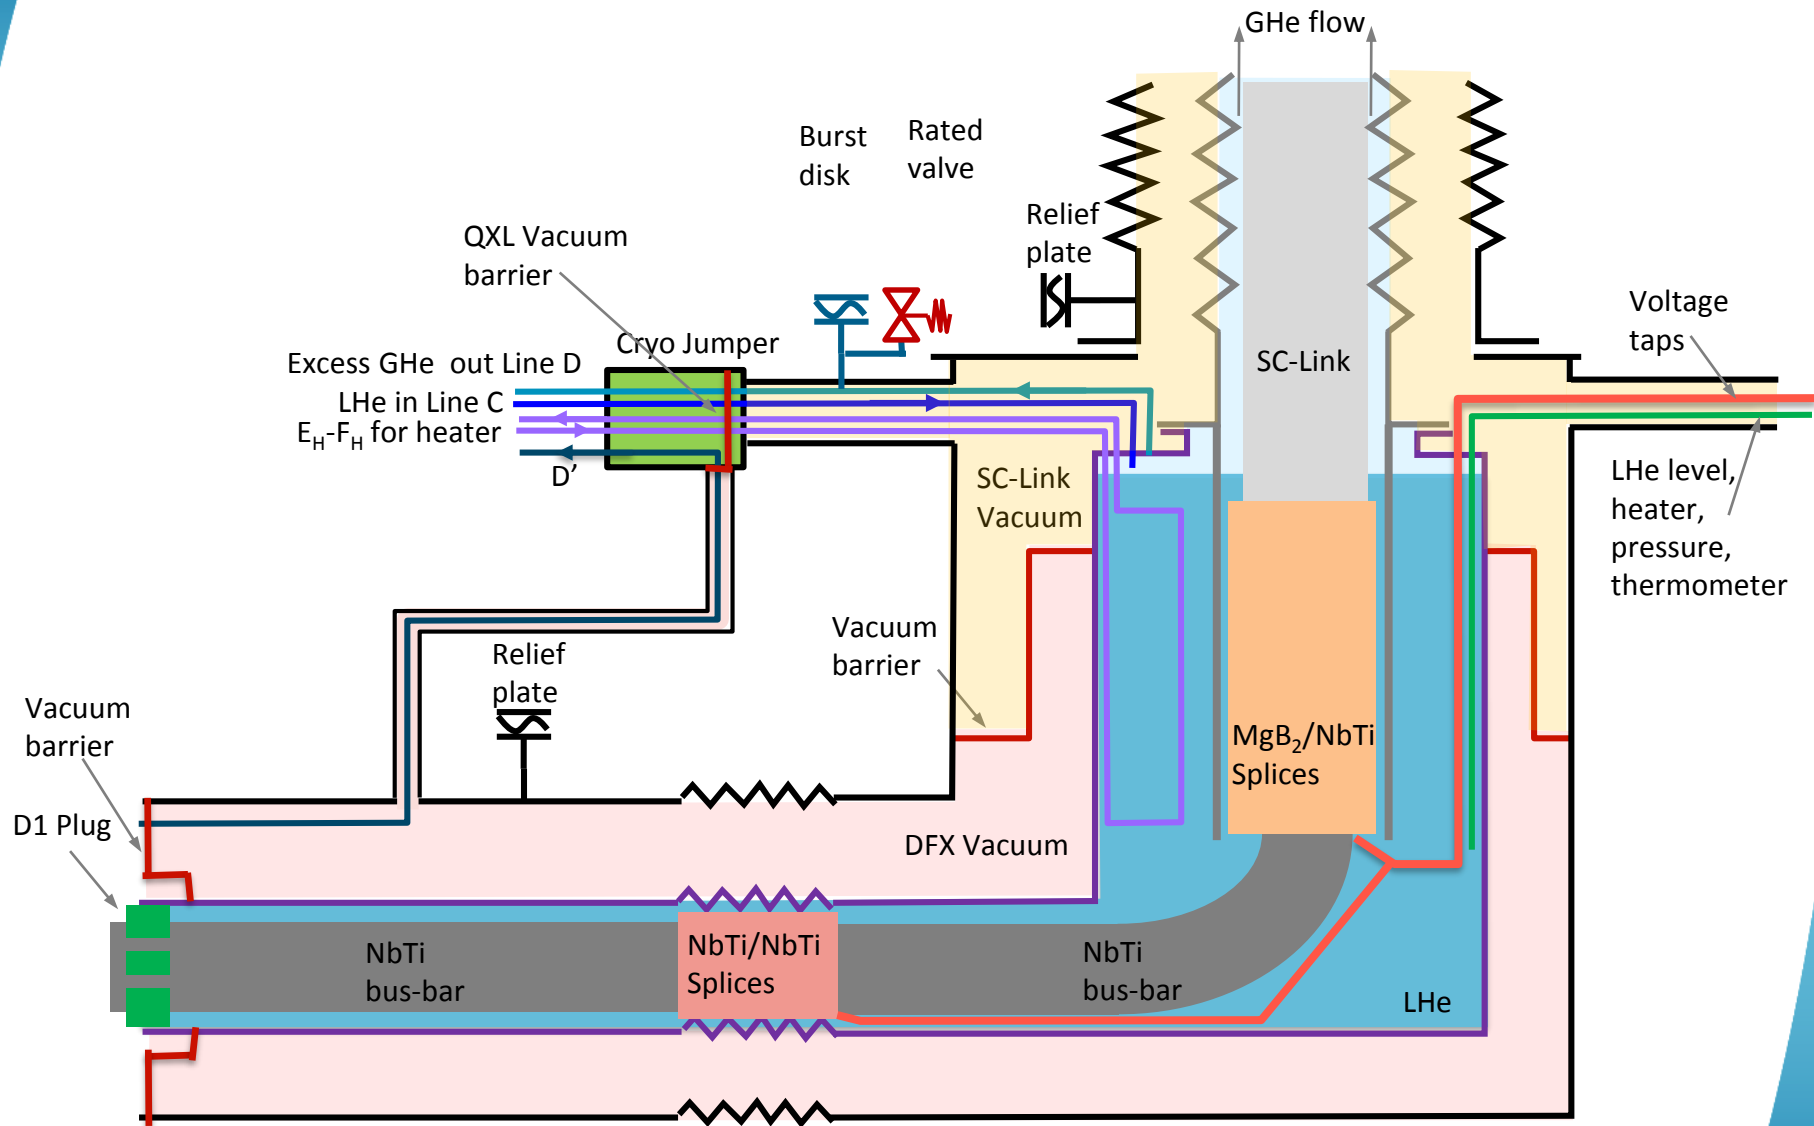 GHe flow
Burst
disk
Rated
valve
Relief
plate
QXL Vacuum
barrier
Voltage
taps
Cryo Jumper
Excess GHe  out Line D
LHe in Line C
E_H-F_H for heater
D’
SC-Link
SC-Link
Vacuum
LHe level,
heater,
pressure,
thermometer
Vacuum
barrier
Relief
plate
Vacuum
barrier
MgB₂/NbTi
Splices
D1 Plug
DFX Vacuum
NbTi
bus-bar
NbTi/NbTi
Splices
NbTi
bus-bar
LHe